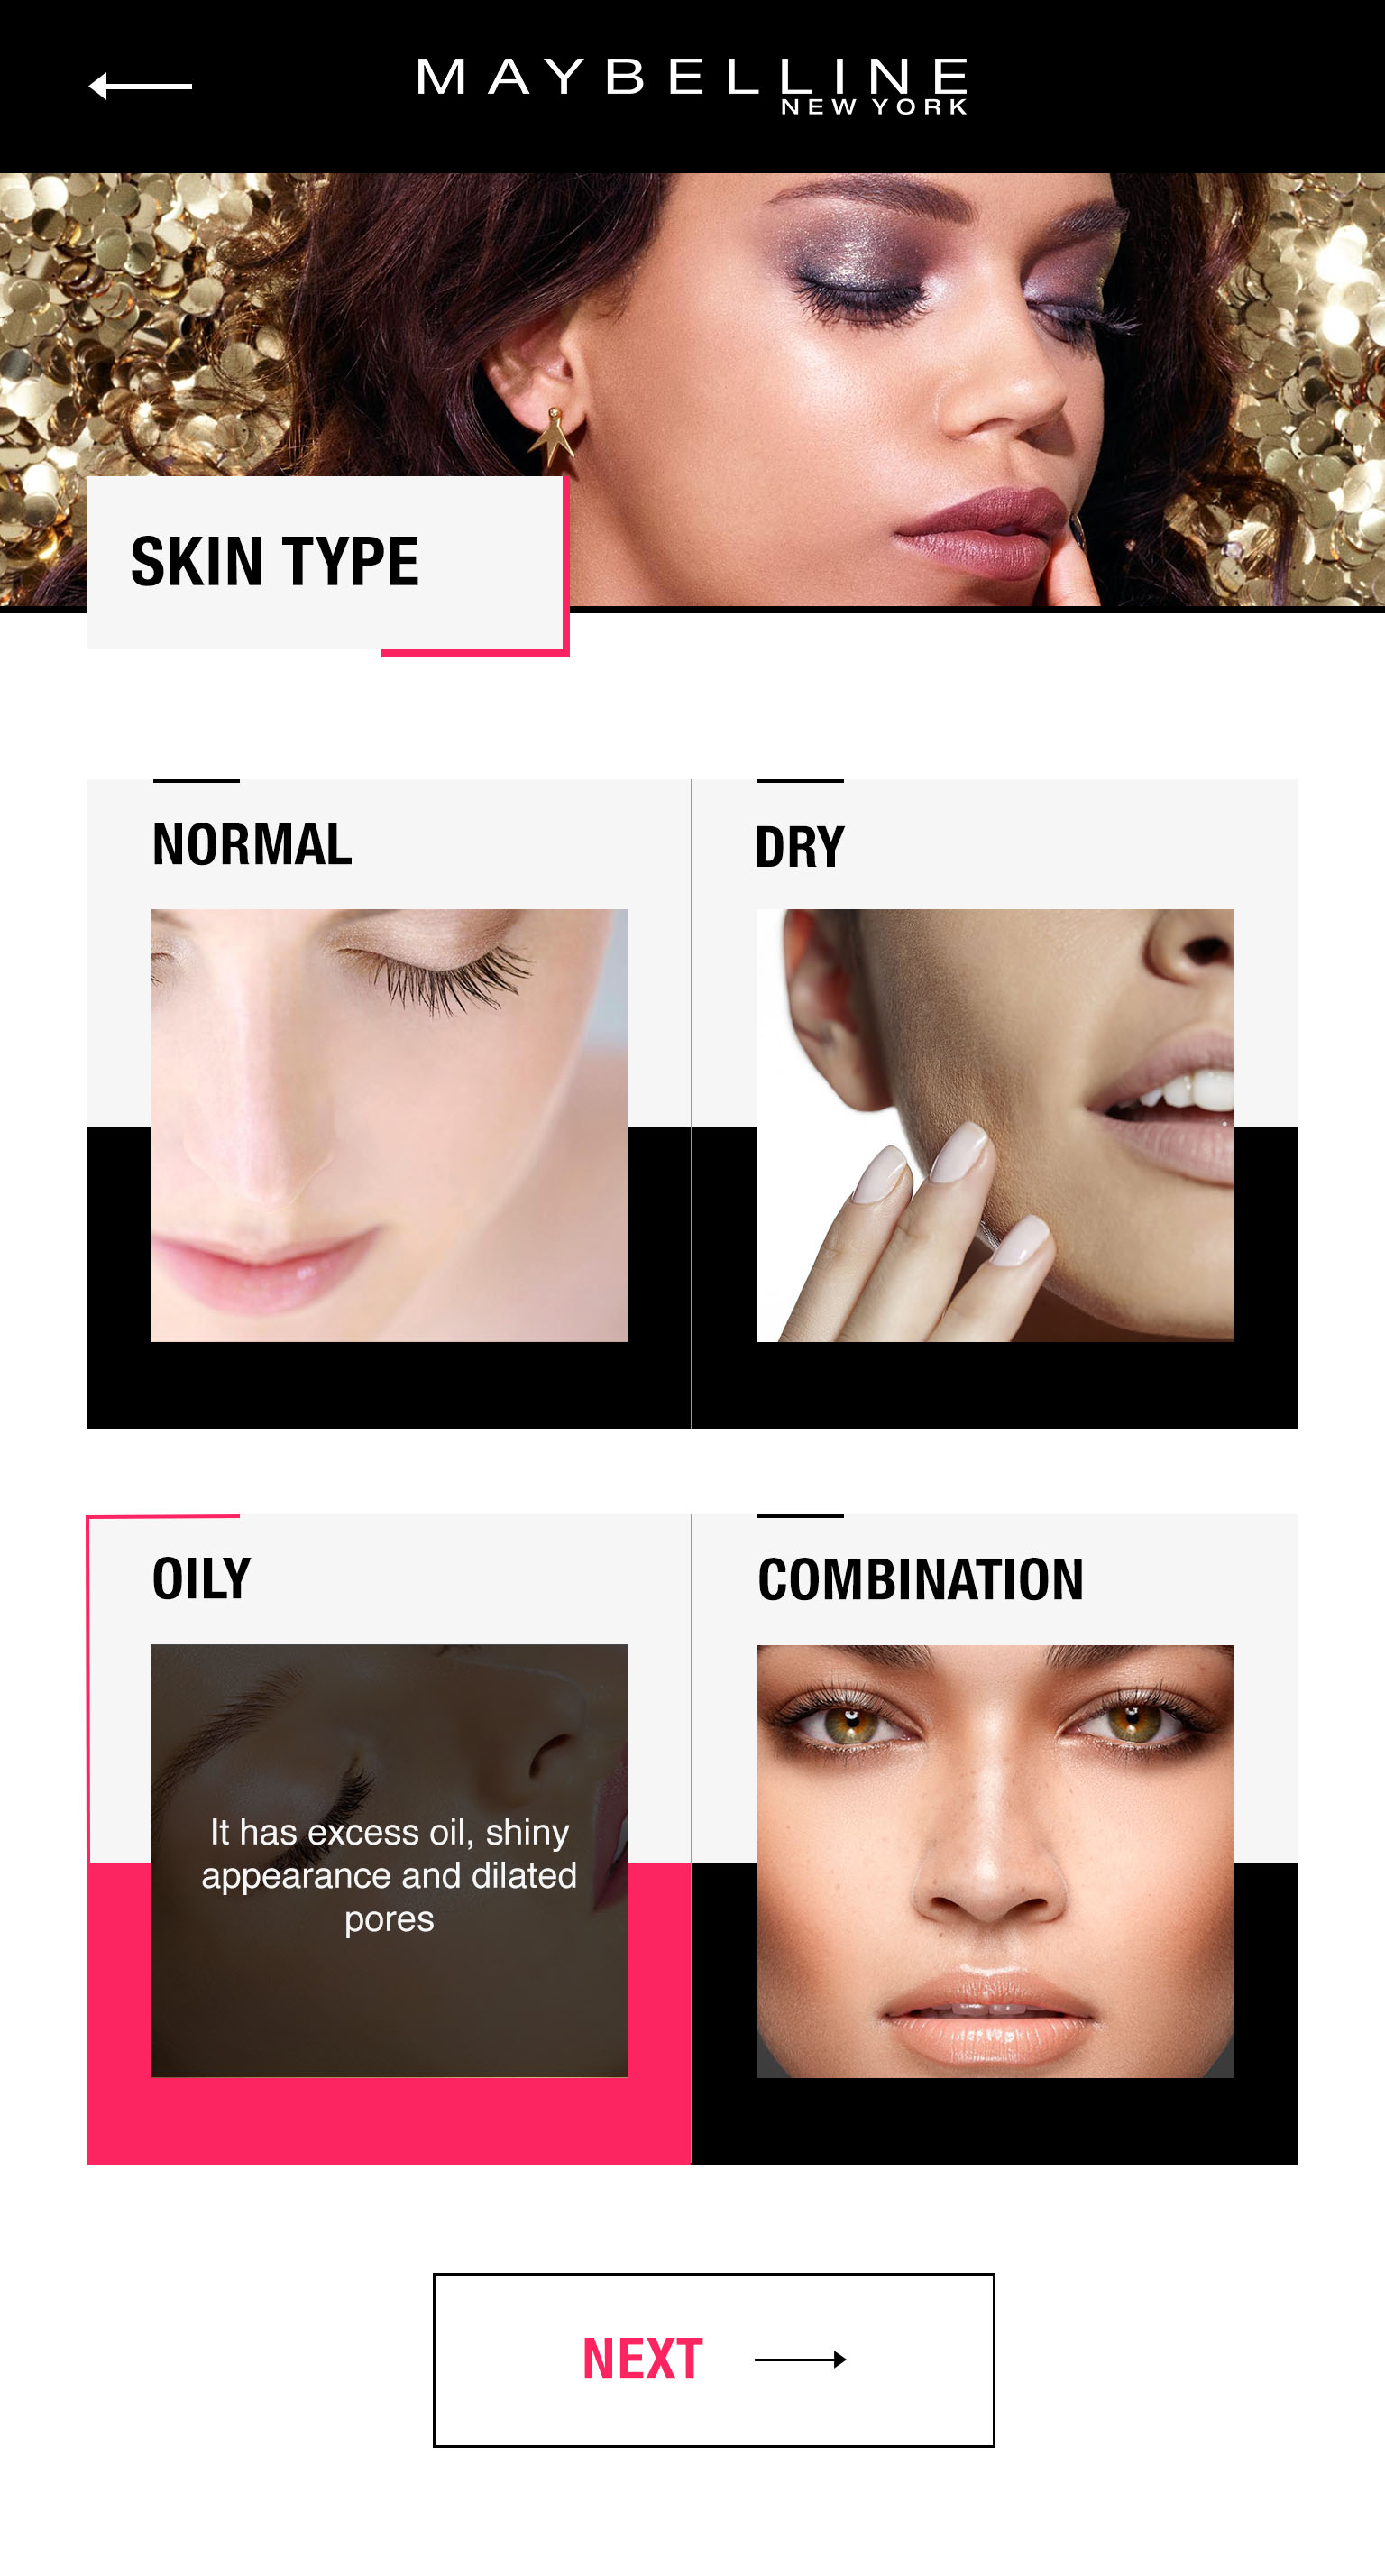 MAYBELLINE
NEW YORK
SKIN TYPE
NORMAL
DRY
OILY
COMBINATION
It has excess oil, shiny
appearance and dilated
pores
NEXT